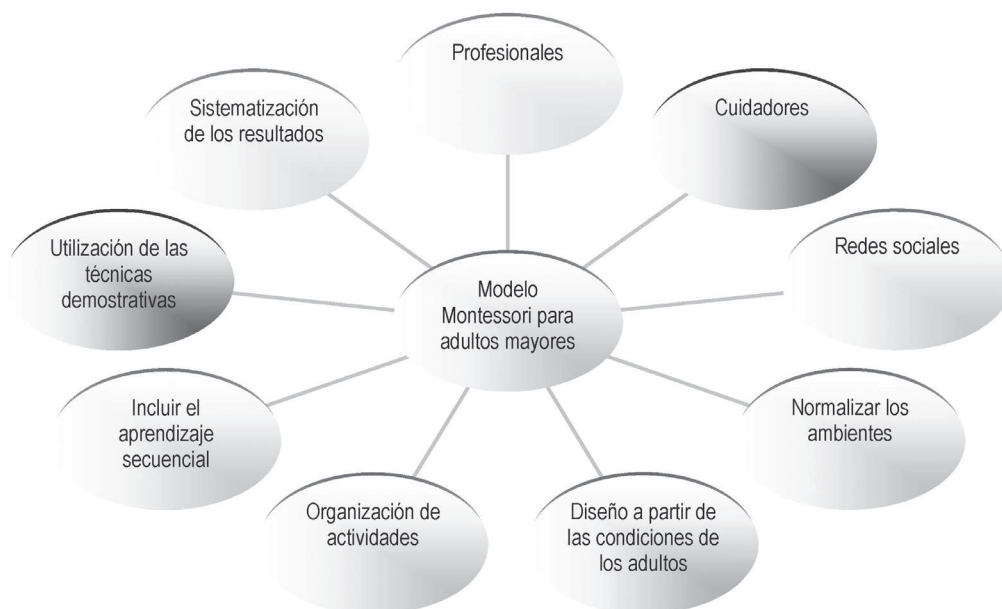 Profesionales
Cuidadores
Redes sociales
Normalizar los
ambientes
Diseño a partir de
las condiciones de
los adultos
Organización de
actividades
Incluir el
aprendizaje
secuencial
Utilización de las
técnicas
demostrativas
Sistematización
de los resultados
Modelo
Montessori para
adultos mayores